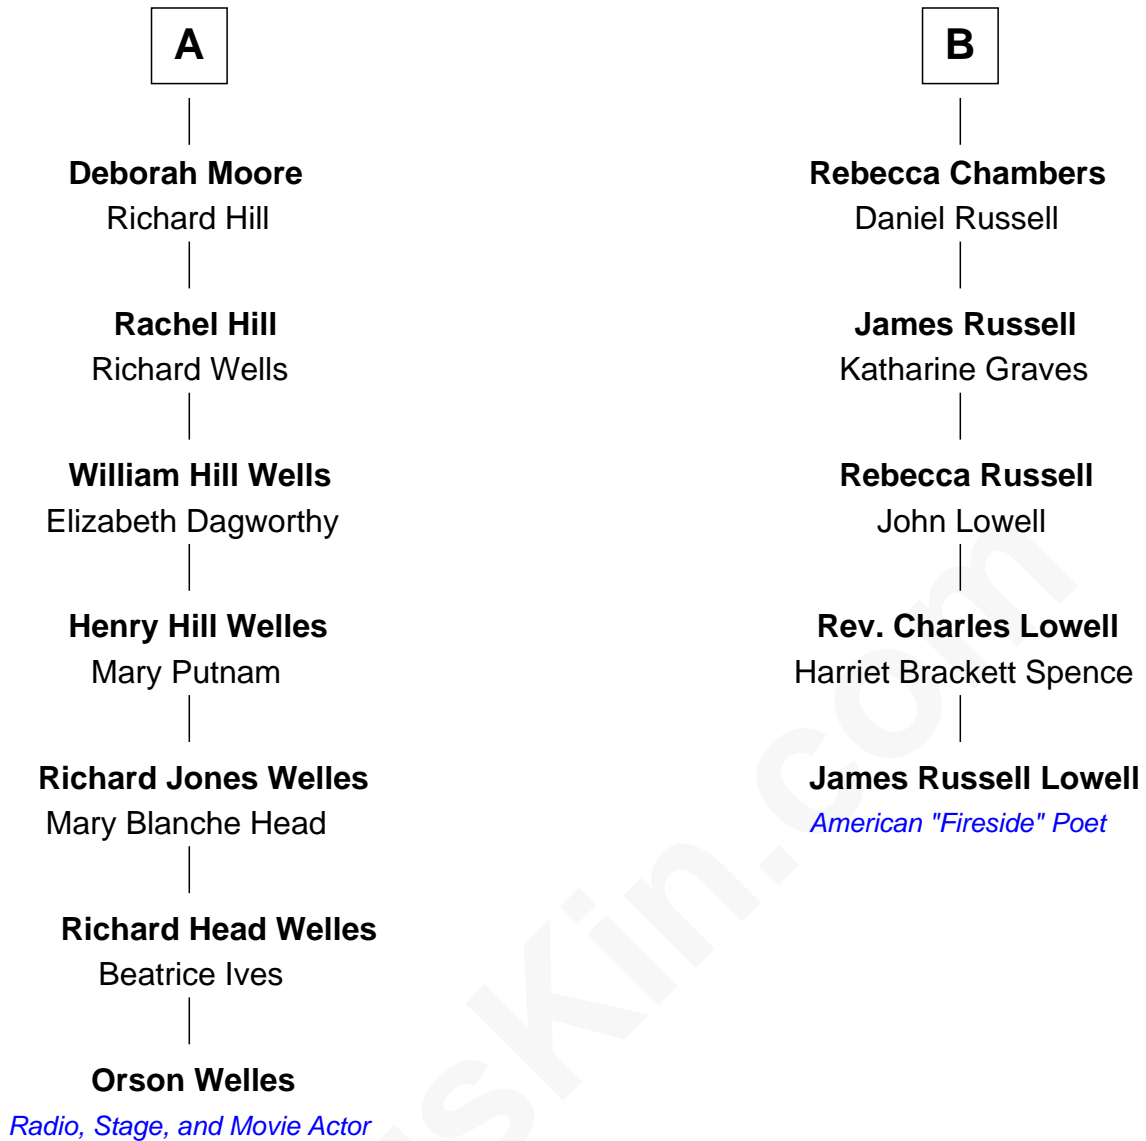 A
Deborah Moore
Richard Hill
Rachel Hill
Richard Wells
William Hill Wells
Elizabeth Dagworthy
Henry Hill Welles
Mary Putnam
Richard Jones Welles
Mary Blanche Head
Richard Head Welles
Beatrice Ives
Orson Welles
Radio, Stage, and Movie Actor
B
Rebecca Chambers
Daniel Russell
James Russell
Katharine Graves
Rebecca Russell
John Lowell
Rev. Charles Lowell
Harriet Brackett Spence
James Russell Lowell
American "Fireside" Poet
usKin.com